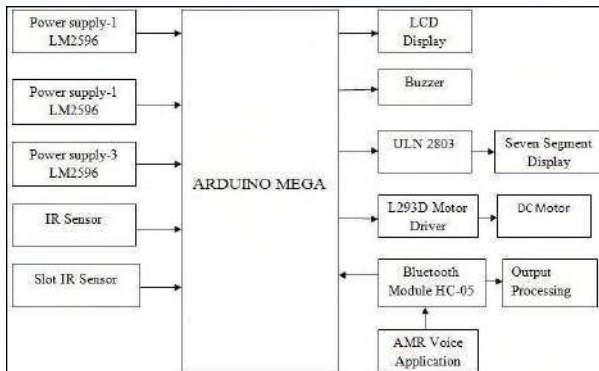 Power supply-1
LM2596
Power supply-1
LM2596
Power supply-3
LM2596
IR Sensor
Slot IR Sensor
ARDUINO MEGA
LCD
Display
Buzzer
ULN 2803
Seven Segment
Display
L293D Motor
Driver
DC Motor
Bluetooth
Module HC-05
Output
Processing
AMR Voice
Application